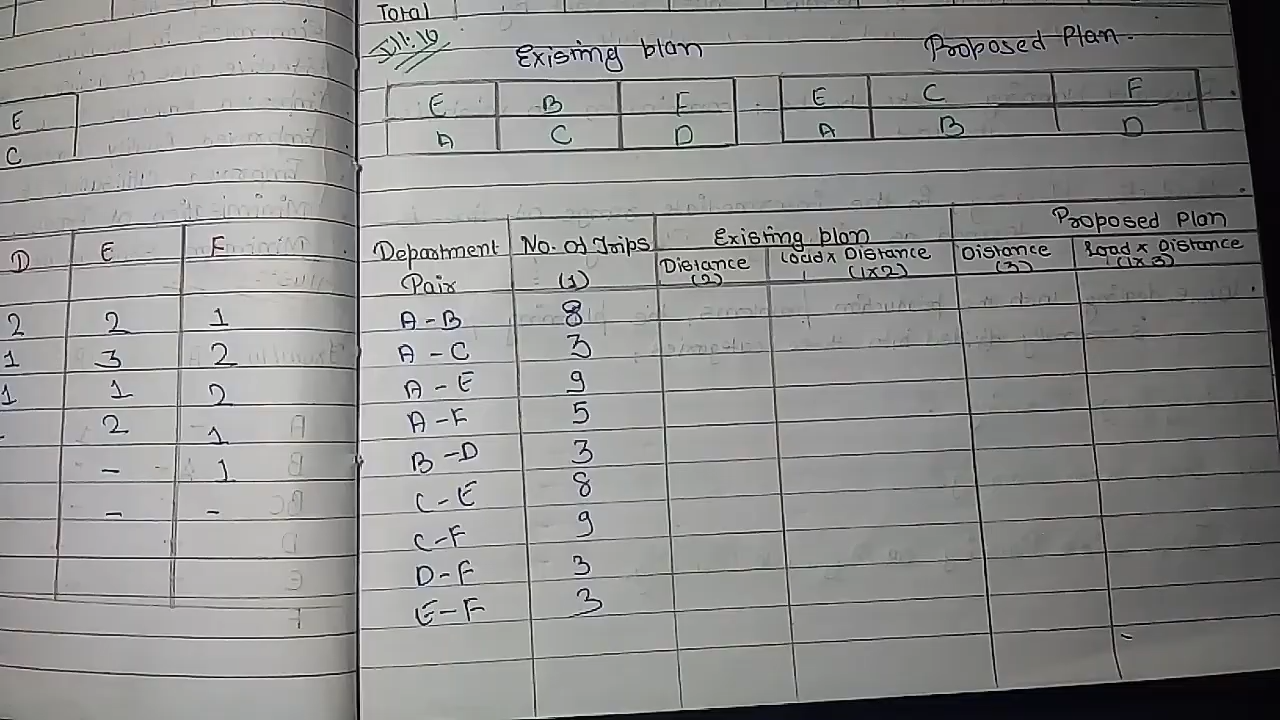 Total
Ill:10
Existing plan
Proposed Plan.
E B F
A C D
E C F
A B D
E
C
D E F
2 2 1
1 3 2
1 1 2
- 2 1
- 1
- -
Department Pair
No. of Trips (1)
Existing plan
Proposed Plan
Distance (2)
Load x Distance (1x2)
Distance (3)
Load x Distance (1x3)
A - B 8
A - C 3
A - E 9
A - F 5
B - D 3
C - E 8
C - F 9
D - F 3
E - F 3